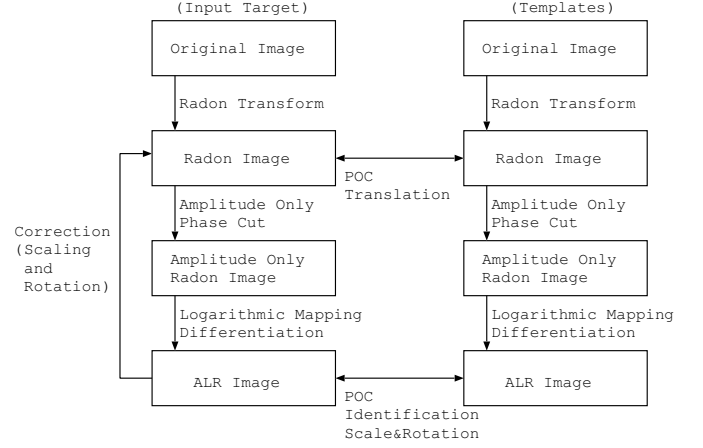 (Input Target)
(Templates)
Original Image
Original Image
Radon Transform
Radon Transform
Radon Image
Radon Image
POC
Translation
Amplitude Only
Phase Cut
Amplitude Only
Phase Cut
Correction
(Scaling
and
Rotation)
Amplitude Only
Radon Image
Amplitude Only
Radon Image
Logarithmic Mapping
Differentiation
Logarithmic Mapping
Differentiation
ALR Image
ALR Image
POC
Identification
Scale&Rotation